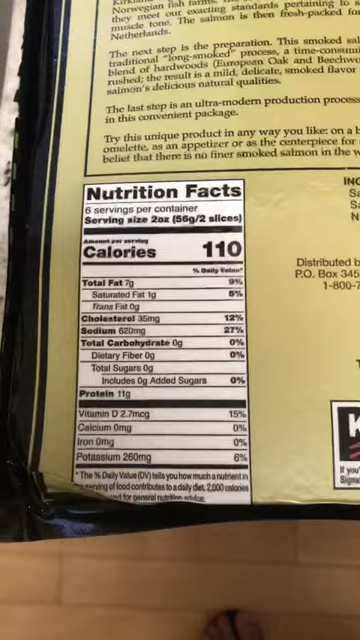 Norwegian fish farms.
they meet our exacting standards pertaining to
muscle tone. The salmon is then fresh-packed for
Netherlands.
The next step is the preparation. This smoked sal
traditional "long-smoked" process, a time-consum
blend of hardwoods (European Oak and Beechwo
rushed; the result is a mild, delicate, smoked flavor
salmon's delicious natural qualities.
The last step is an ultra-modern production proces
in this convenient package.
Try this unique product in any way you like: on a b
omelette, as an appetizer or as the centerpiece for
belief that there is no finer smoked salmon in the w
Nutrition Facts
6 servings per container
Serving size 2oz (56g/2 slices)
Amount per serving
Calories 110
% Daily Value*
Total Fat 7g 9%
Saturated Fat 1g 5%
Trans Fat 0g
Cholesterol 35mg 12%
Sodium 620mg 27%
Total Carbohydrate 0g 0%
Dietary Fiber 0g 0%
Total Sugars 0g
Includes 0g Added Sugars 0%
Protein 11g
Vitamin D 2.7mcg 15%
Calcium 0mg 0%
Iron 0mg 0%
Potassium 260mg 6%
* The % Daily Value (DV) tells you how much a nutrient in
serving of food contributes to a daily diet. 2,000 calories
for general nutrition advice.
ING
Sa
Sa
N
Distributed b
P.O. Box 345
1-800-7
K
If you'
Signa